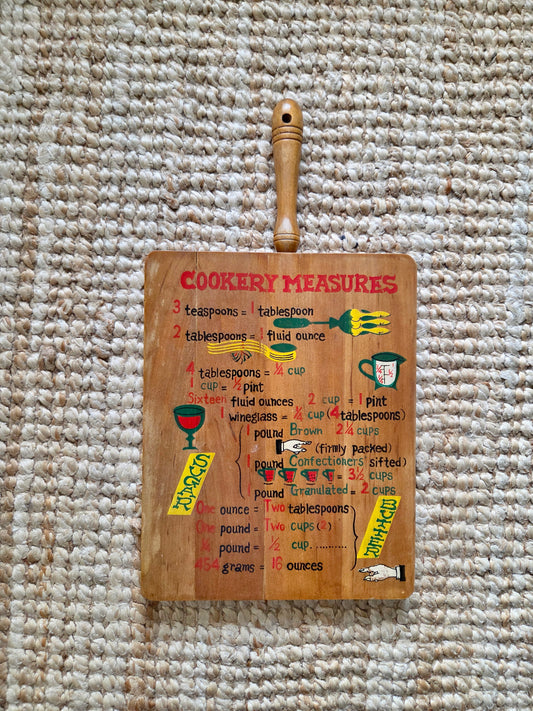 COOKERY MEASURES
3 teaspoons = 1 tablespoon
2 tablespoons = 1 fluid ounce
4 tablespoons = ¼ cup
1 cup = ½ pint
Sixteen fluid ounces 2 cup = 1 pint
1 wineglass = ¼ cup (4 tablespoons)
1 pound Brown 2¼ cups
(firmly packed)
1 pound Confectioners' sifted)
= 3½ cups
1 pound Granulated = 2 cups
SUGAR
One ounce = Two tablespoons
One pound = Two cups (2)
¼ pound = ½ cup..........
454 grams = 16 ounces
BUTTER